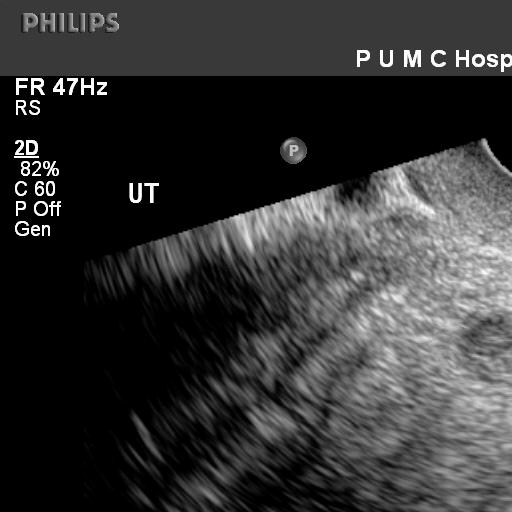 PHILIPS
P U M C Hosp
FR 47Hz
RS
P
2D
82%
C 60
UT
P Off
Gen